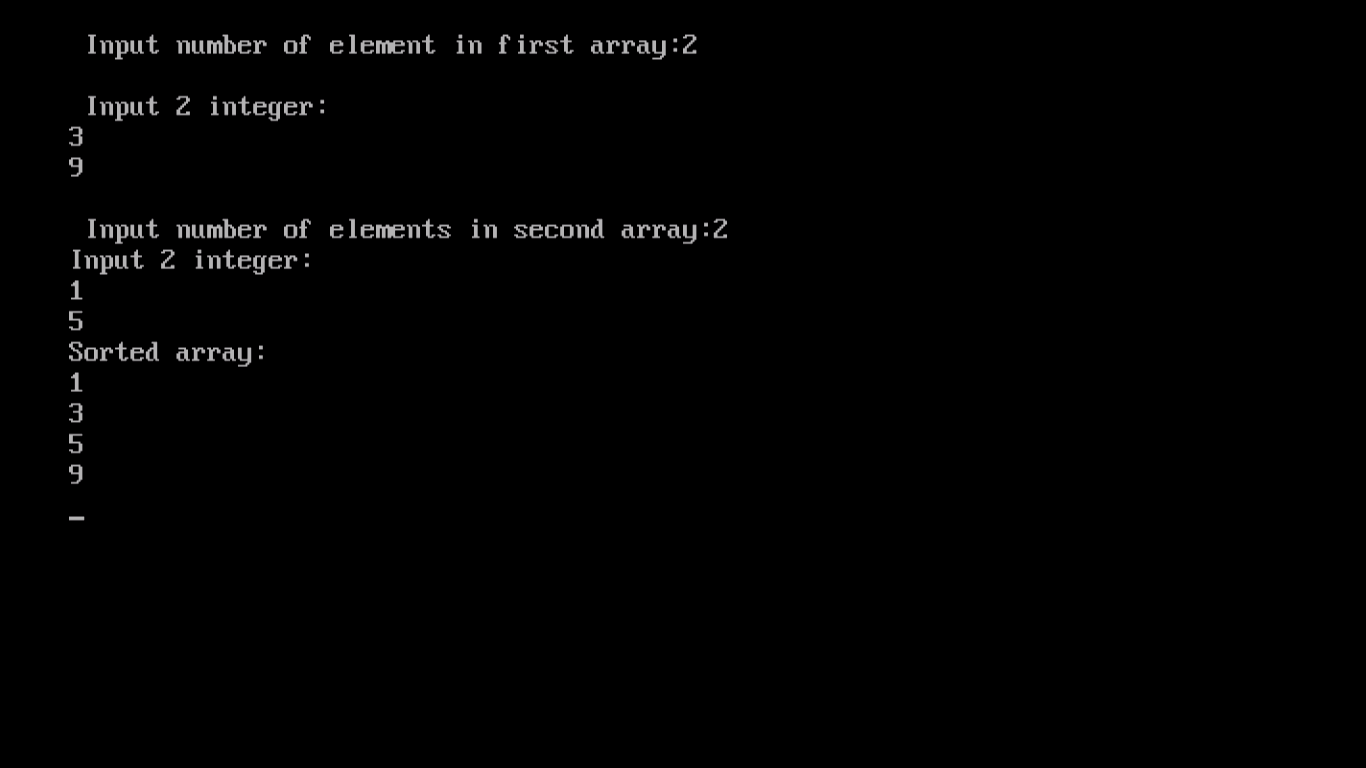 Input number of element in first array:2
Input 2 integer:
3
9
Input number of elements in second array:2
Input 2 integer:
1
5
Sorted array:
1
3
5
9
_